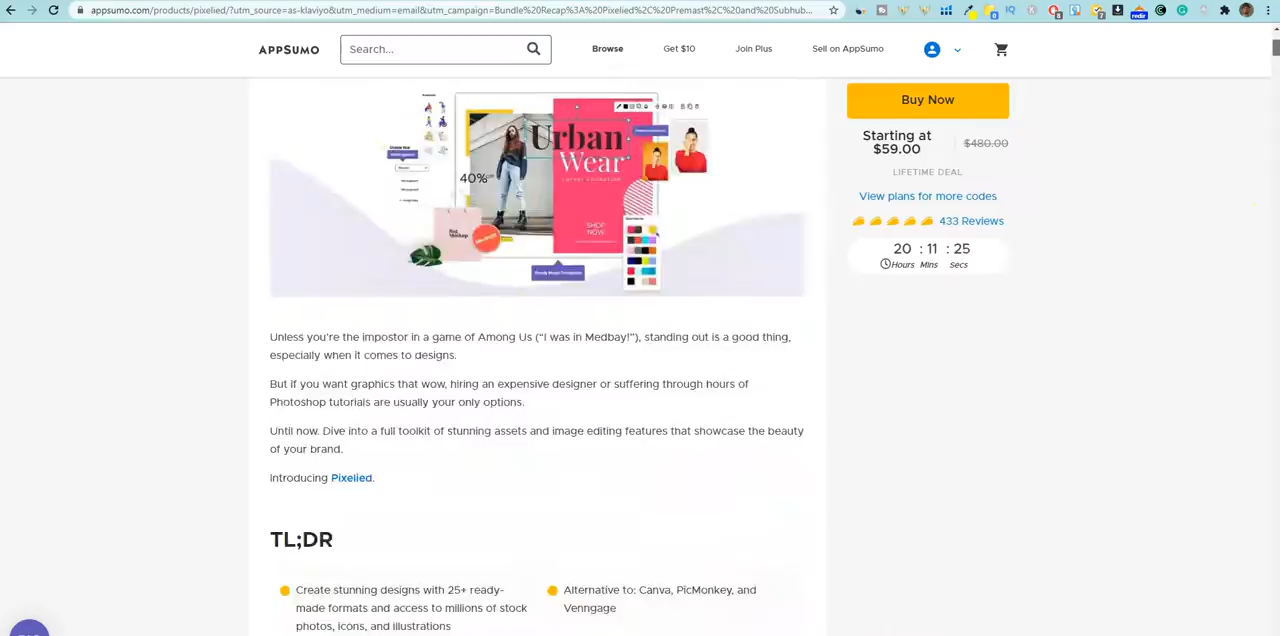 appsumo.com/products/pixelied/?utm_source=as-klaviyo&utm_medium=email&utm_campaign=Bundle%20Recap%3A%20Pixelied%2C%20Premast%2C%20and%20Subhub...
APPSUMO
Search...
Browse
Get $10
Join Plus
Sell on AppSumo
Urban
Wear
40%
SHOP
NOW
Buy Now
Starting at
$59.00
$480.00
LIFETIME DEAL
View plans for more codes
433 Reviews
20 : 11 : 25
Hours Mins Secs
Unless you're the impostor in a game of Among Us ("I was in Medbay!"), standing out is a good thing,
especially when it comes to designs.
But if you want graphics that wow, hiring an expensive designer or suffering through hours of
Photoshop tutorials are usually your only options.
Until now. Dive into a full toolkit of stunning assets and image editing features that showcase the beauty
of your brand.
Introducing Pixelied.
TL;DR
Create stunning designs with 25+ ready-
made formats and access to millions of stock
photos, icons, and illustrations
Alternative to: Canva, PicMonkey, and
Venngage